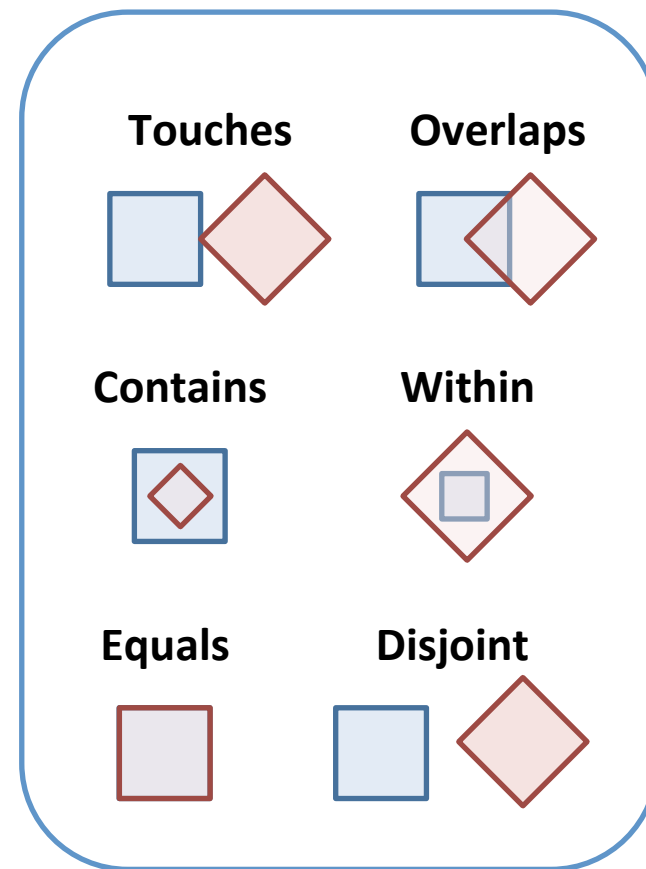 Touches
Overlaps
Contains
Within
Equals
Disjoint